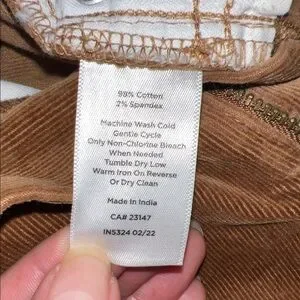 98% Cotton
2% Spandex
Machine Wash Cold
Gentle Cycle
Only Non-Chlorine Bleach
When Needed
Tumble Dry Low
Warm Iron on Reverse
Or Dry Clean
Made in India
CA# 23147
IN5324 02/22